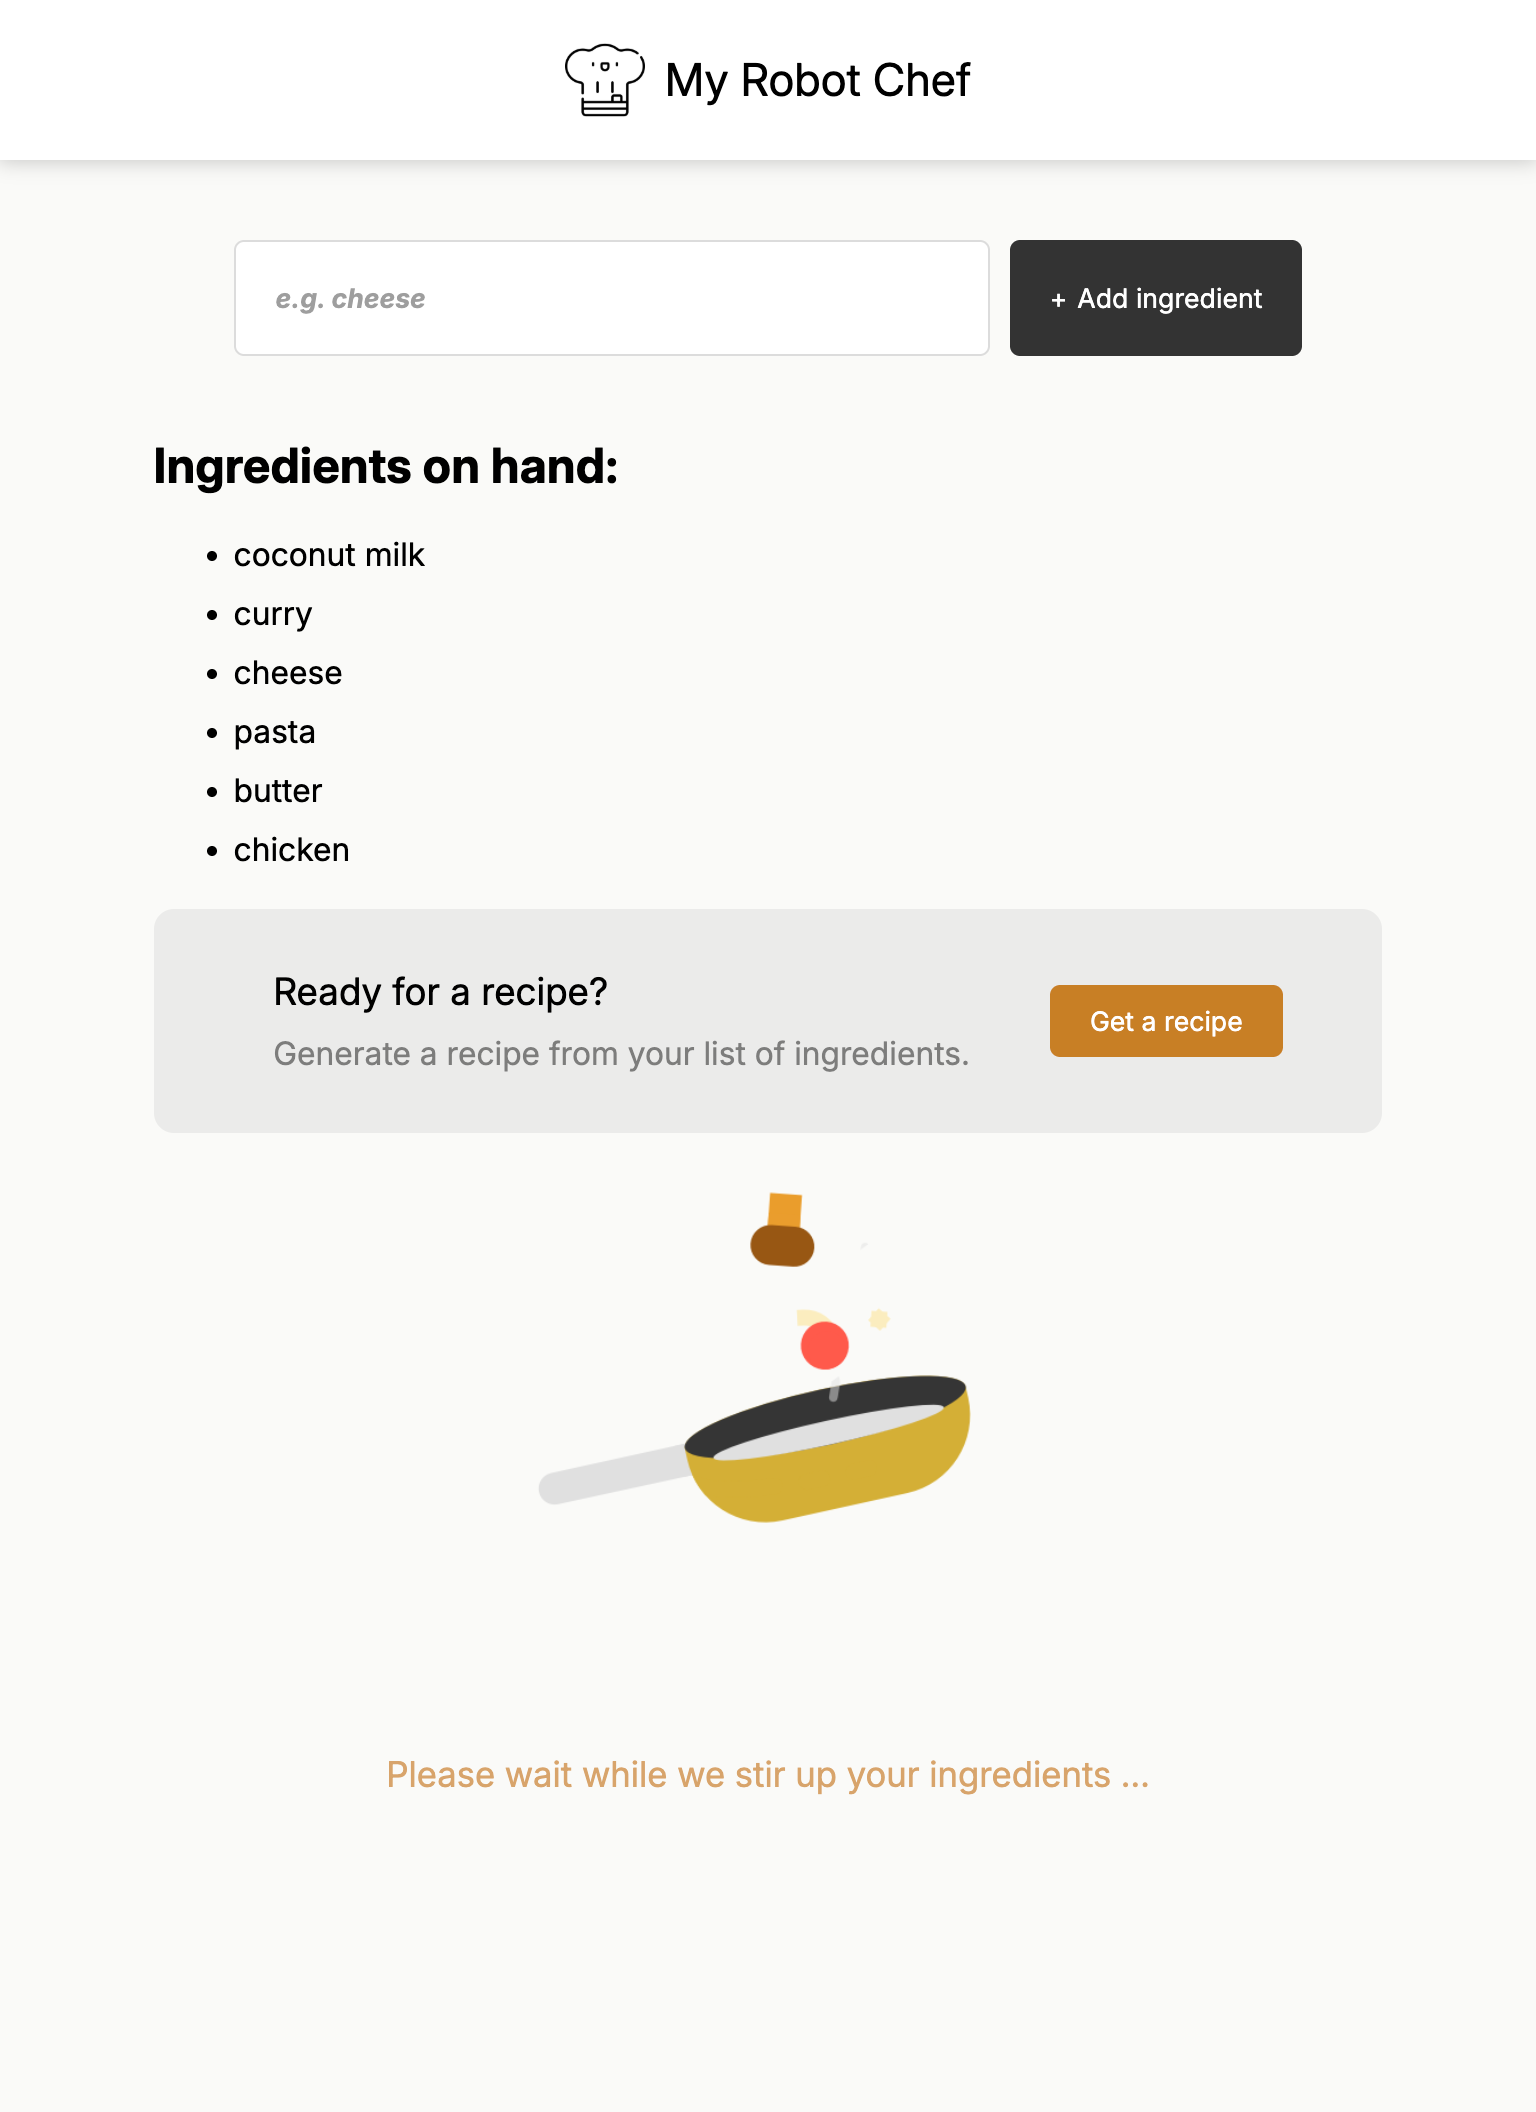 My Robot Chef
e.g. cheese
+ Add ingredient
Ingredients on hand:
• coconut milk
• curry
• cheese
• pasta
• butter
• chicken
Ready for a recipe?
Generate a recipe from your list of ingredients.
Get a recipe
Please wait while we stir up your ingredients ...